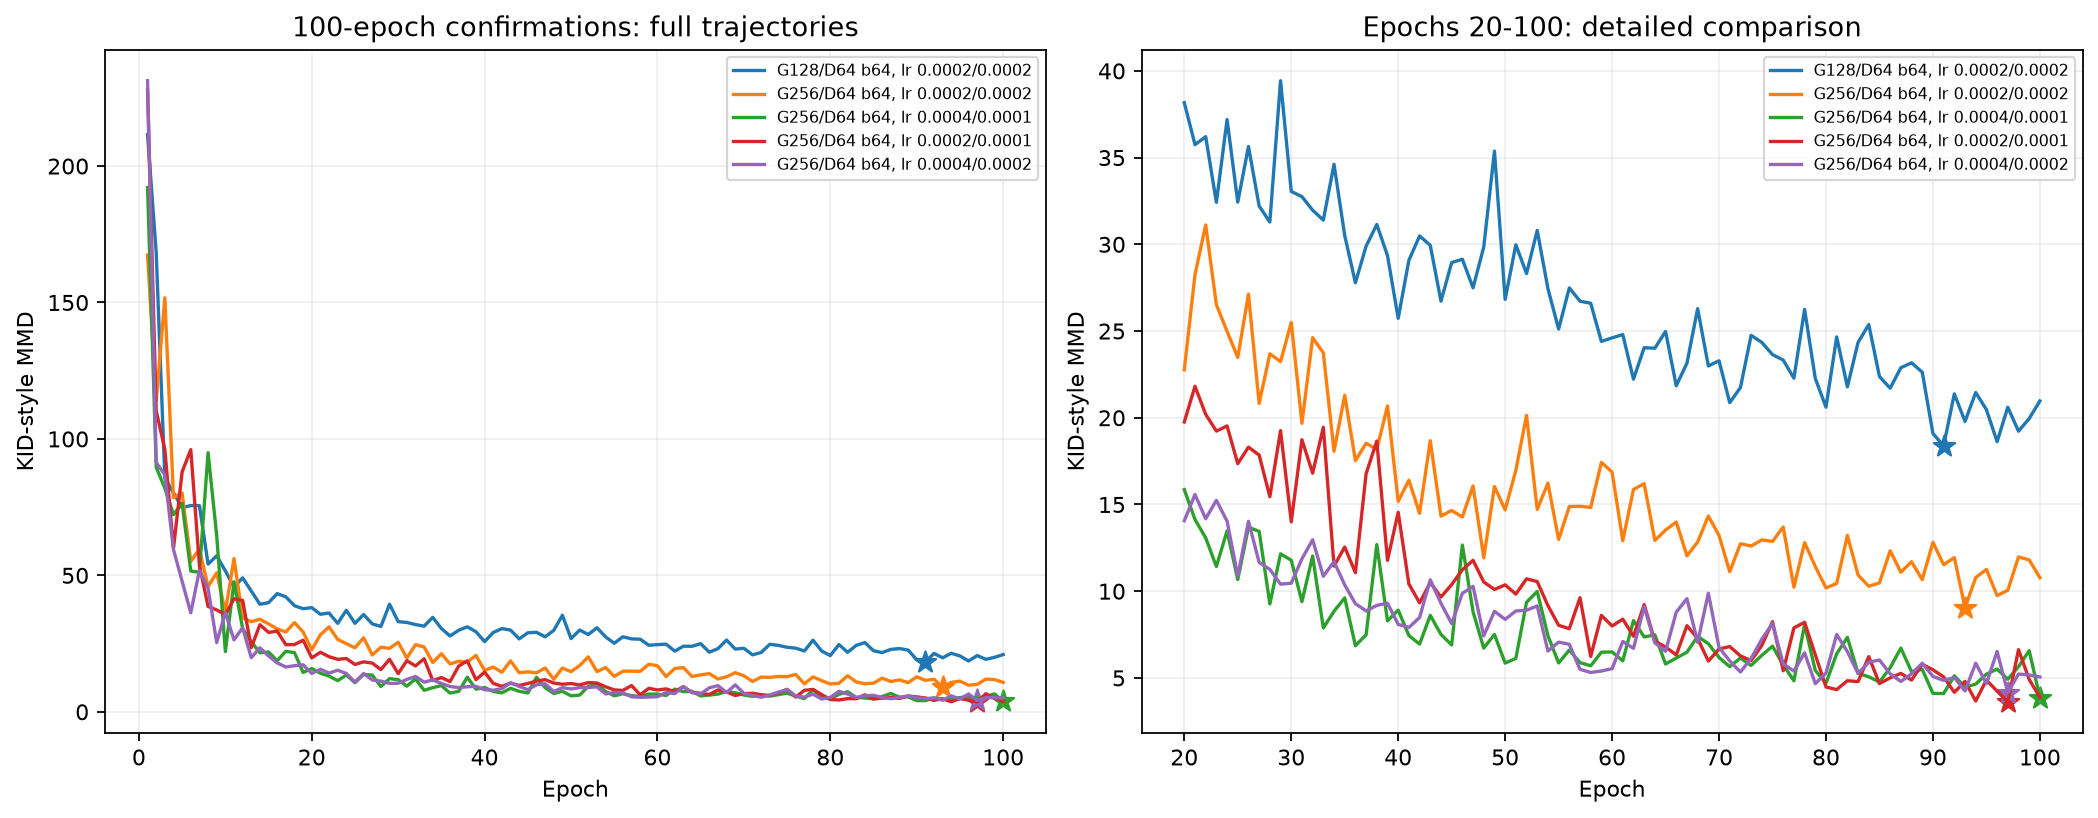 100-epoch confirmations: full trajectories
KID-style MMD
200
150
100
50
0
G128/D64 b64, lr 0.0002/0.0002
G256/D64 b64, lr 0.0002/0.0002
G256/D64 b64, lr 0.0004/0.0001
G256/D64 b64, lr 0.0002/0.0001
G256/D64 b64, lr 0.0004/0.0002
0 20 40 60 80 100
Epoch
Epochs 20-100: detailed comparison
KID-style MMD
40
35
30
25
20
15
10
5
G128/D64 b64, lr 0.0002/0.0002
G256/D64 b64, lr 0.0002/0.0002
G256/D64 b64, lr 0.0004/0.0001
G256/D64 b64, lr 0.0002/0.0001
G256/D64 b64, lr 0.0004/0.0002
20 30 40 50 60 70 80 90 100
Epoch